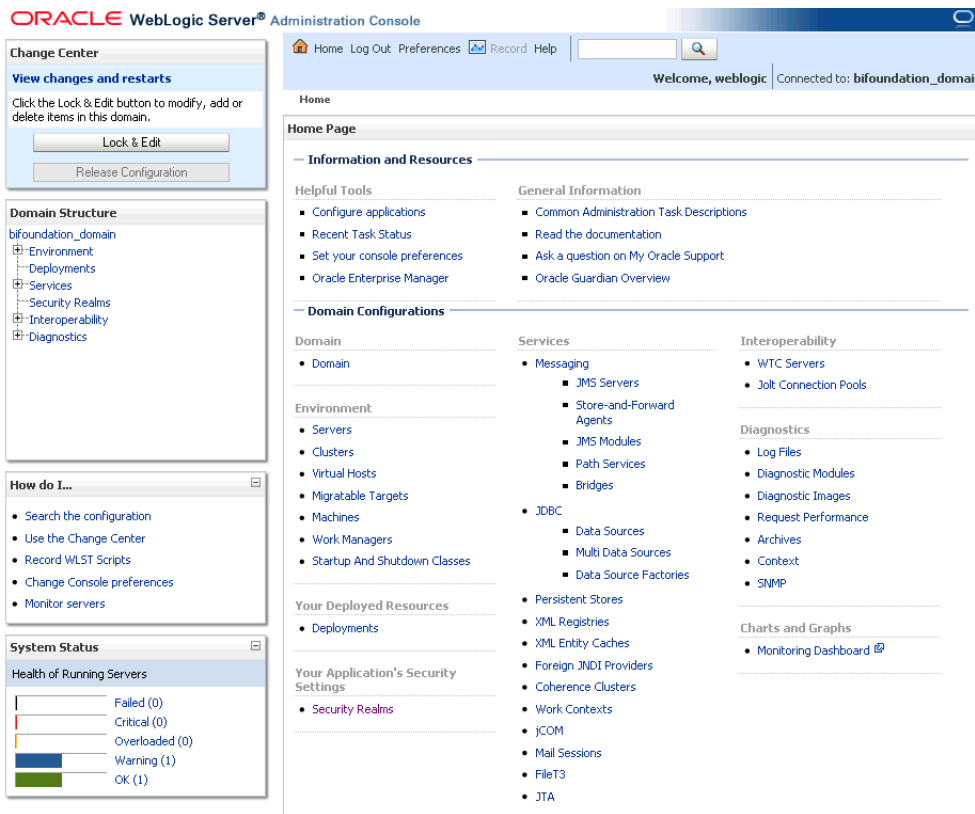 ORACLE WebLogic Server® Administration Console
Change Center
View changes and restarts
Click the Lock & Edit button to modify, add or
delete items in this domain.
Lock & Edit
Release Configuration
Domain Structure
bifoundation_domain
Environment
Deployments
Services
Security Realms
Interoperability
Diagnostics
How do I...
Search the configuration
Use the Change Center
Record WLST Scripts
Change Console preferences
Monitor servers
System Status
Health of Running Servers
Failed (0)
Critical (0)
Overloaded (0)
Warning (1)
OK (1)
Home Log Out Preferences Record Help
Welcome, weblogic Connected to: bifoundation_domai
Home
Home Page
Information and Resources
Helpful Tools
Configure applications
Recent Task Status
Set your console preferences
Oracle Enterprise Manager
General Information
Common Administration Task Descriptions
Read the documentation
Ask a question on My Oracle Support
Oracle Guardian Overview
Domain Configurations
Domain
Domain
Environment
Servers
Clusters
Virtual Hosts
Migratable Targets
Machines
Work Managers
Startup And Shutdown Classes
Your Deployed Resources
Deployments
Your Application's Security
Settings
Security Realms
Services
Messaging
JMS Servers
Store-and-Forward
Agents
JMS Modules
Path Services
Bridges
JDBC
Data Sources
Multi Data Sources
Data Source Factories
Persistent Stores
XML Registries
XML Entity Caches
Foreign JNDI Providers
Coherence Clusters
Work Contexts
jCOM
Mail Sessions
FileT3
JTA
Interoperability
WTC Servers
Jolt Connection Pools
Diagnostics
Log Files
Diagnostic Modules
Diagnostic Images
Request Performance
Archives
Context
SNMP
Charts and Graphs
Monitoring Dashboard